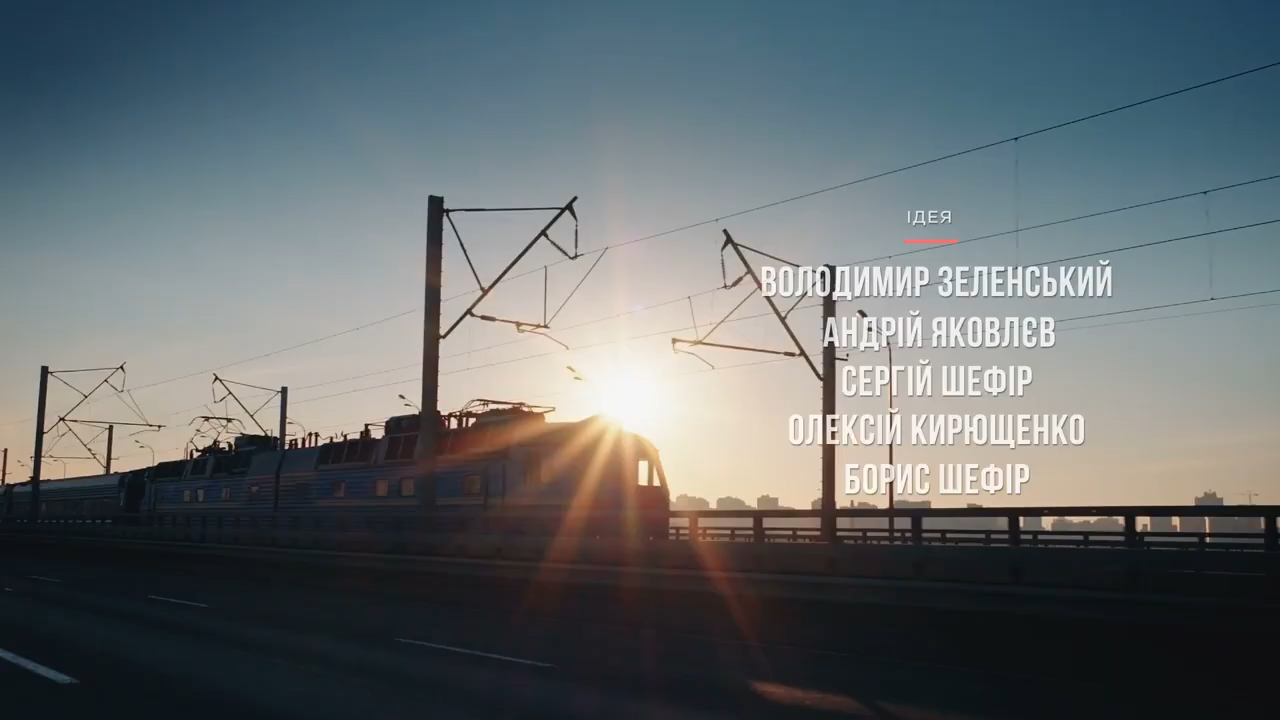 ІДЕЯ
ВОЛОДИМИР ЗЕЛЕНСЬКИЙ
АНДРІЙ ЯКОВЛЄВ
СЕРГІЙ ШЕФІР
ОЛЕКСІЙ КИРЮЩЕНКО
БОРИС ШЕФІР